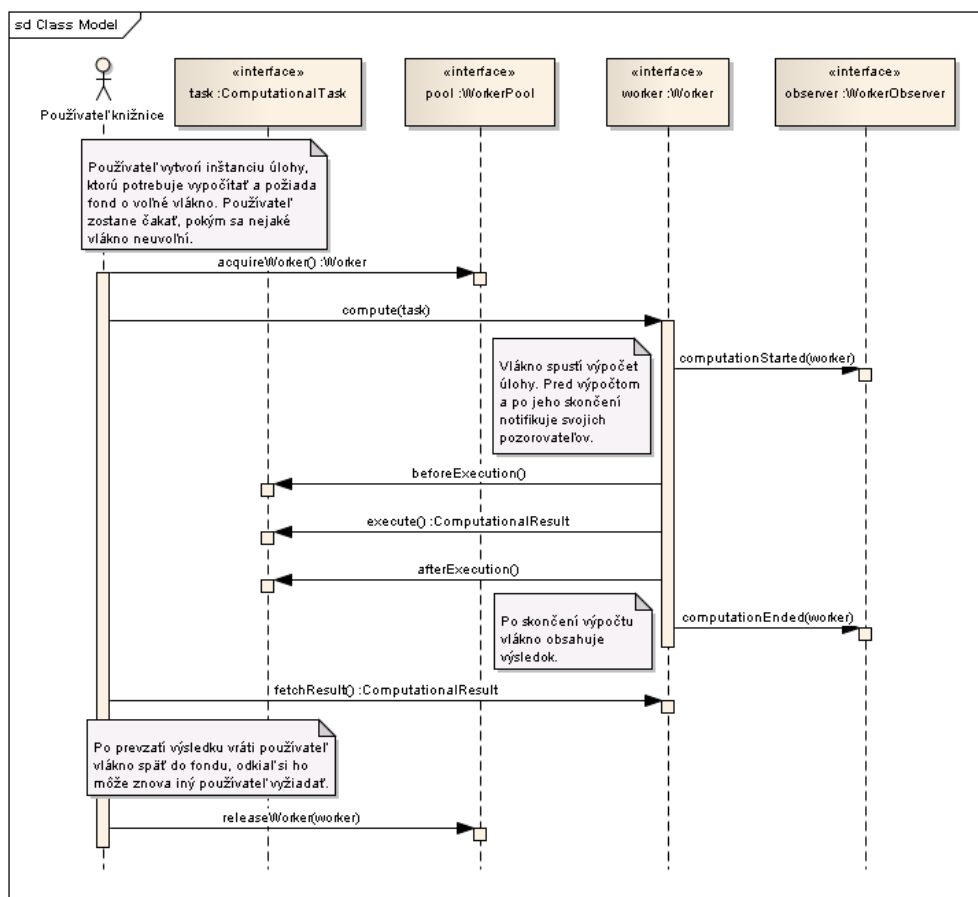 sd Class Model
Používateľ knižnice
«interface»
task :ComputationalTask
«interface»
pool :WorkerPool
«interface»
worker :Worker
«interface»
observer :WorkerObserver
Používateľ vytvorí inštanciu úlohy,
ktorú potrebuje vypočítať a požiada
fond o voľné vlákno. Používateľ
zostane čakať, pokým sa nejaké
vlákno neuvoľní.
acquireWorker() :Worker
compute(task)
Vlákno spustí výpočet
úlohy. Pred výpočtom
a po jeho skončení
notifikuje svojich
pozorovateľov.
computationStarted(worker)
beforeExecution()
execute() :ComputationalResult
afterExecution()
Po skončení výpočtu
vlákno obsahuje
výsledok.
computationEnded(worker)
fetchResult() :ComputationalResult
Po prevzatí výsledku vráti používateľ
vlákno späť do fondu, odkiaľ si ho
môže znova iný používateľ vyžiadať.
releaseWorker(worker)